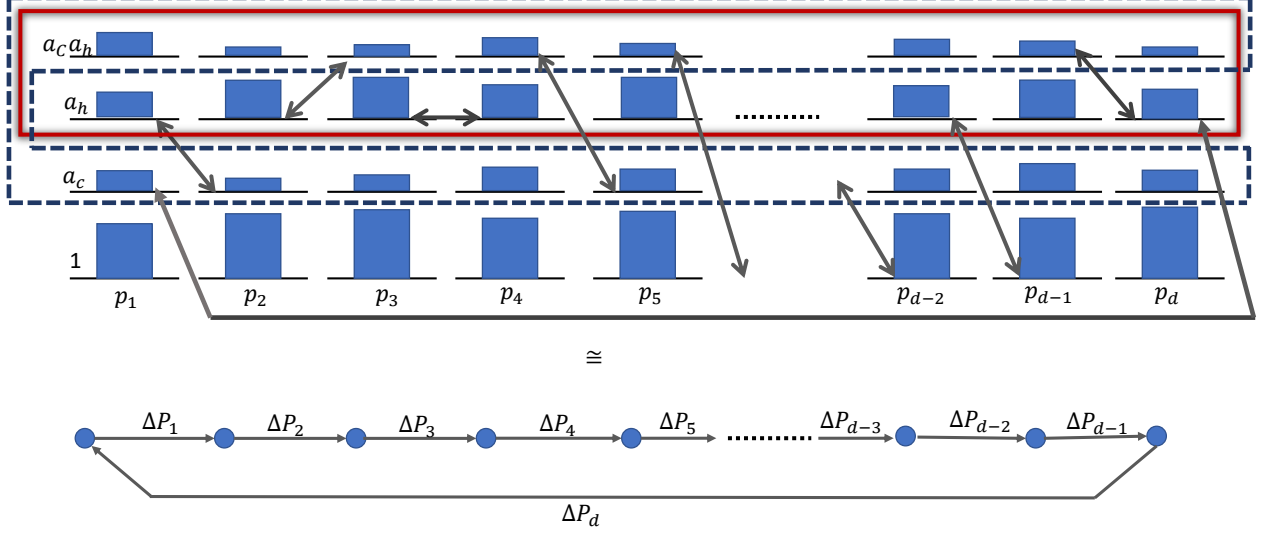 a_C a_h
a_h
a_c
1
p_1 p_2 p_3 p_4 p_5 p_{d−2} p_{d−1} p_d
≅
ΔP_1 ΔP_2 ΔP_3 ΔP_4 ΔP_5 ΔP_{d−3} ΔP_{d−2} ΔP_{d−1}
ΔP_d